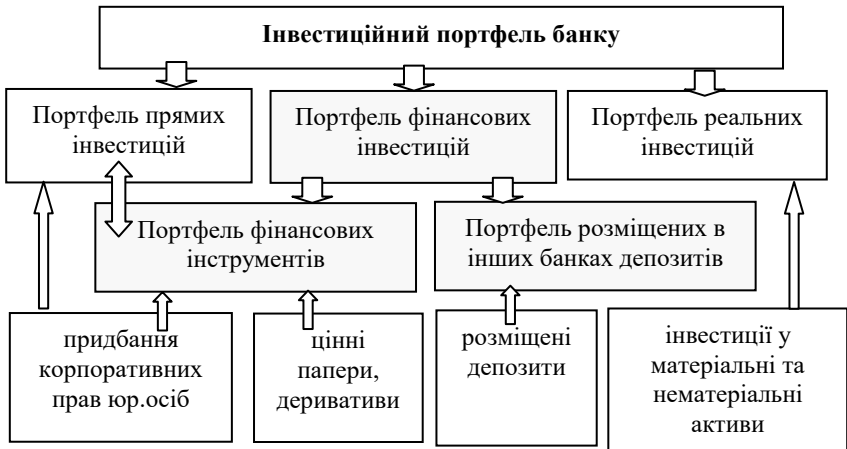 Інвестиційний портфель банку
Портфель прямих
інвестицій
Портфель фінансових
інвестицій
Портфель реальних
інвестицій
Портфель фінансових
інструментів
Портфель розміщених в
інших банках депозитів
придбання
корпоративних
прав юр.осіб
цінні
папери,
деривативи
розміщені
депозити
інвестиції у
матеріальні та
нематеріальні
активи